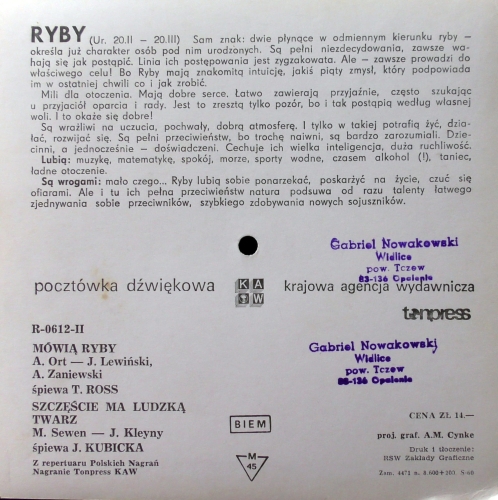 RYBY (Ur. 20.II — 20.III) Sam znak: dwie płynące w odmiennym kierunku ryby —
określa już charakter osób pod nim urodzonych. Są pełni niezdecydowania, zawsze wa-
hają się jak postąpić. Linia ich postępowania jest zygzakowata. Ale — zawsze prowadzi do
właściwego celu! Bo Ryby mają znakomitą intuicję, jakiś piąty zmysł, który podpowiada
im w ostatniej chwili co i jak zrobić.
Mili dla otoczenia. Mają dobre serce. Łatwo zawierają przyjaźnie, często szukając
u przyjaciół oparcia i rady. Jest to zresztą tylko pozór, bo i tak postąpią według własnej
woli. I to okaże się dobre!
Są wrażliwi na uczucia, pochwały, dobrą atmosferę. I tylko w takiej potrafią żyć, dzia-
łać, rozwijać się. Są pełni przeciwieństw, bo trochę naiwni, są bardzo zarozumiali. Dzie-
cinni, a jednocześnie — doświadczeni. Cechuje ich wielka inteligencja, duża ruchliwość.
Lubią: muzykę, matematykę, spokój, morze, sporty wodne, czasem alkohol (!), taniec,
ładne otoczenie.
Są wrogami: mało czego... Ryby lubią sobie ponarzekać, poskarżyć na życie, czuć się
ofiarami. Ale i tu ich pełna przeciwieństw natura podsuwa od razu talenty łatwego
zjednywania sobie przeciwników, szybkiego zdobywania nowych sojuszników.
Gabriel Nowakowski
Widlice
pow. Tczew
83-136 Opalenie
pocztówka dźwiękowa KAW krajowa agencja wydawnicza
tonpress
R-0612-II
MÓWIĄ RYBY
A. Ort — J. Lewiński,
A. Zaniewski
śpiewa T. ROSS
SZCZĘŚCIE MA LUDZKĄ
TWARZ
M. Sewen — J. Kleyny
śpiewa J. KUBICKA
Z repertuaru Polskich Nagrań
Nagranie Tonpress KAW
BIEM
M
45
Gabriel Nowakowski
Widlice
pow. Tczew
83-136 Opalenie
CENA ZŁ 14.—
proj. graf. A.M. Cynke
Druk i tłoczenie:
RSW Zakłady Graficzne
Zam. 4471 n. 8.600+205 S-60